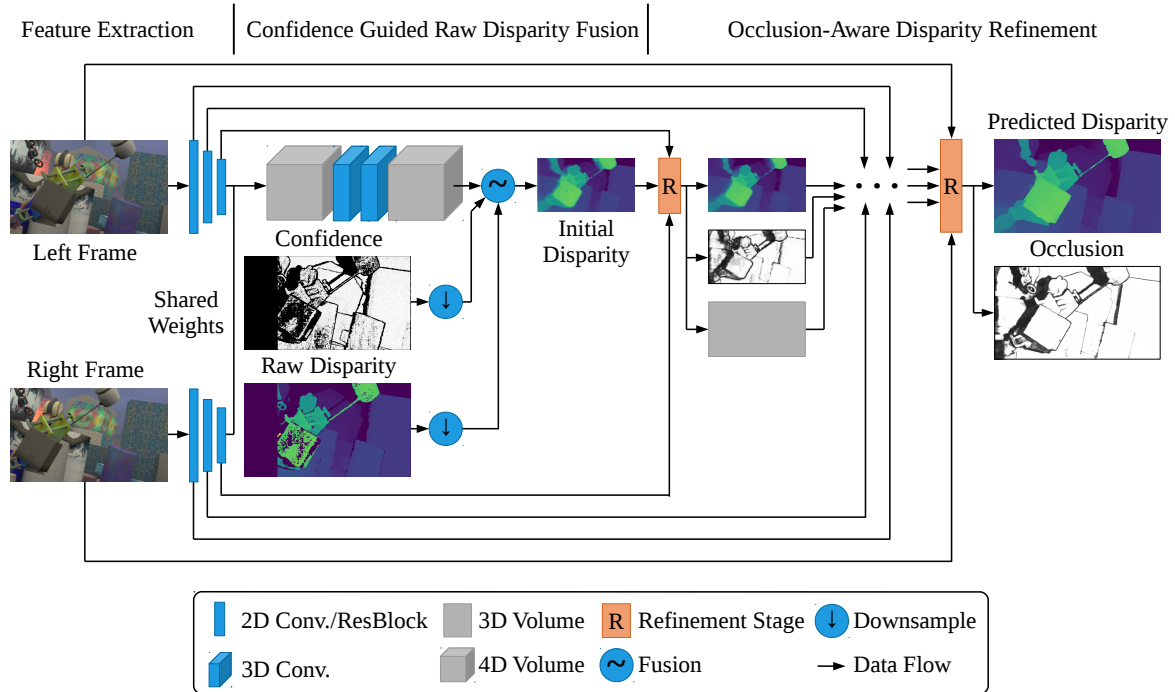 Feature Extraction
Confidence Guided Raw Disparity Fusion
Occlusion-Aware Disparity Refinement
Left Frame
Shared
Weights
Right Frame
Confidence
Raw Disparity
~
↓
↓
Initial
Disparity
R
• • •
R
Predicted Disparity
Occlusion
2D Conv./ResBlock
3D Volume
R
Refinement Stage
↓
Downsample
3D Conv.
4D Volume
~
Fusion
Data Flow